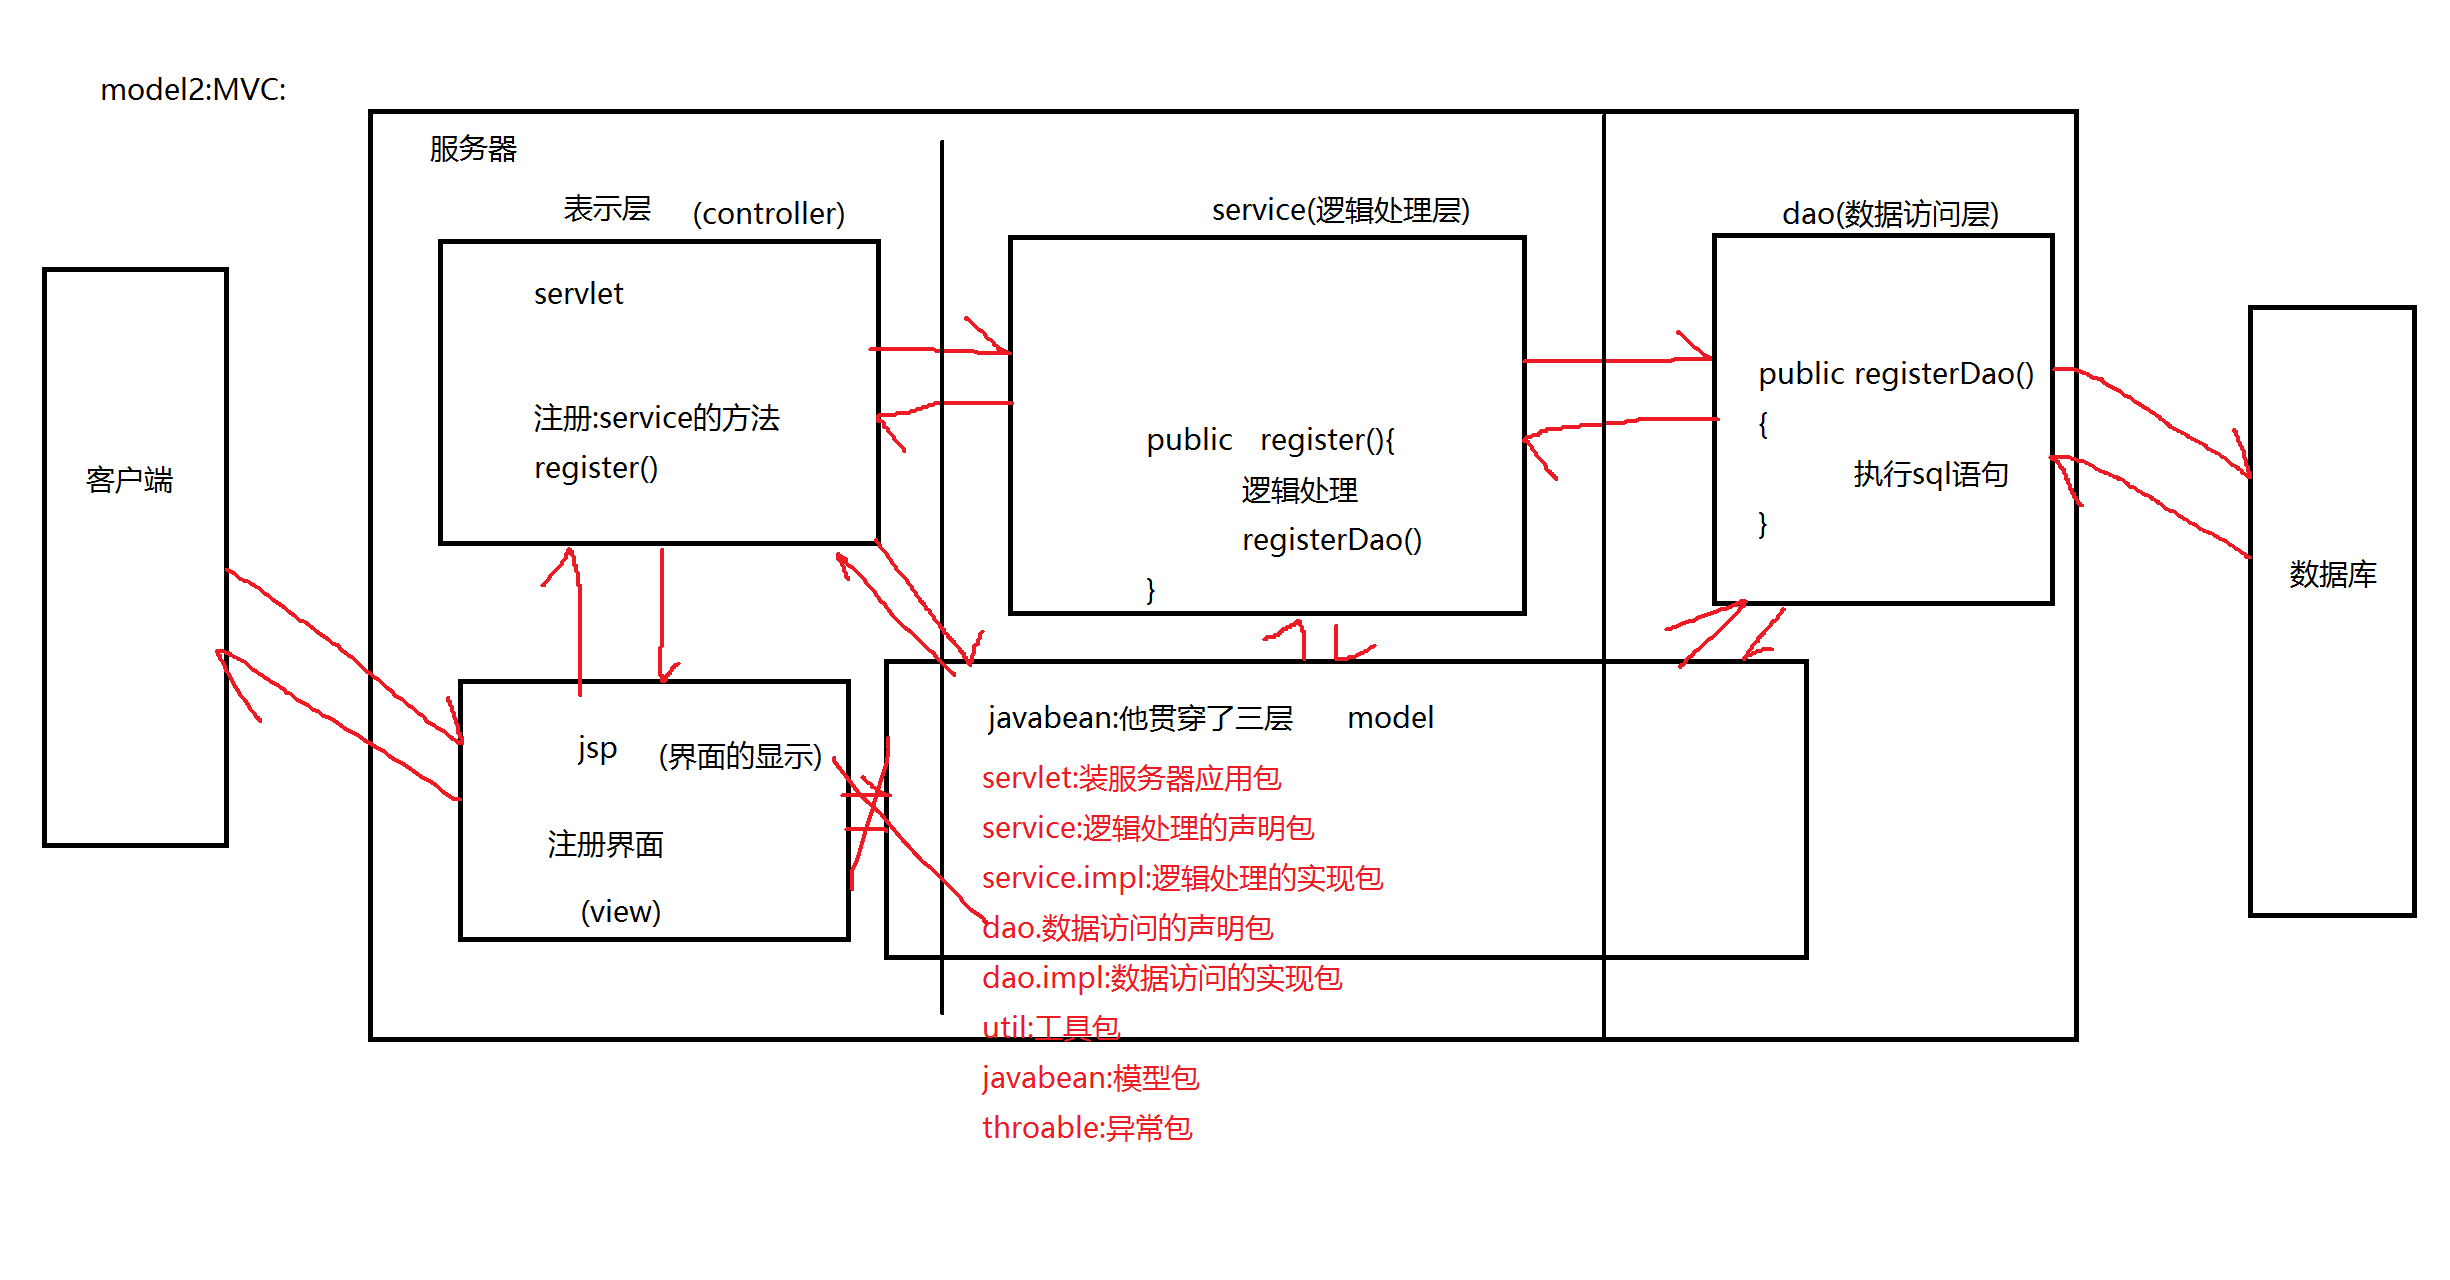 model2:MVC:
服务器
表示层 (controller)
servlet
注册:service的方法
register()
service(逻辑处理层)
public register(){
逻辑处理
registerDao()
}
dao(数据访问层)
public registerDao()
{
执行sql语句
}
客户端
数据库
jsp (界面的显示)
注册界面
(view)
javabean:他贯穿了三层 model
servlet:装服务器应用包
service:逻辑处理的声明包
service.impl:逻辑处理的实现包
dao.数据访问的声明包
dao.impl:数据访问的实现包
util:工具包
javabean:模型包
throable:异常包